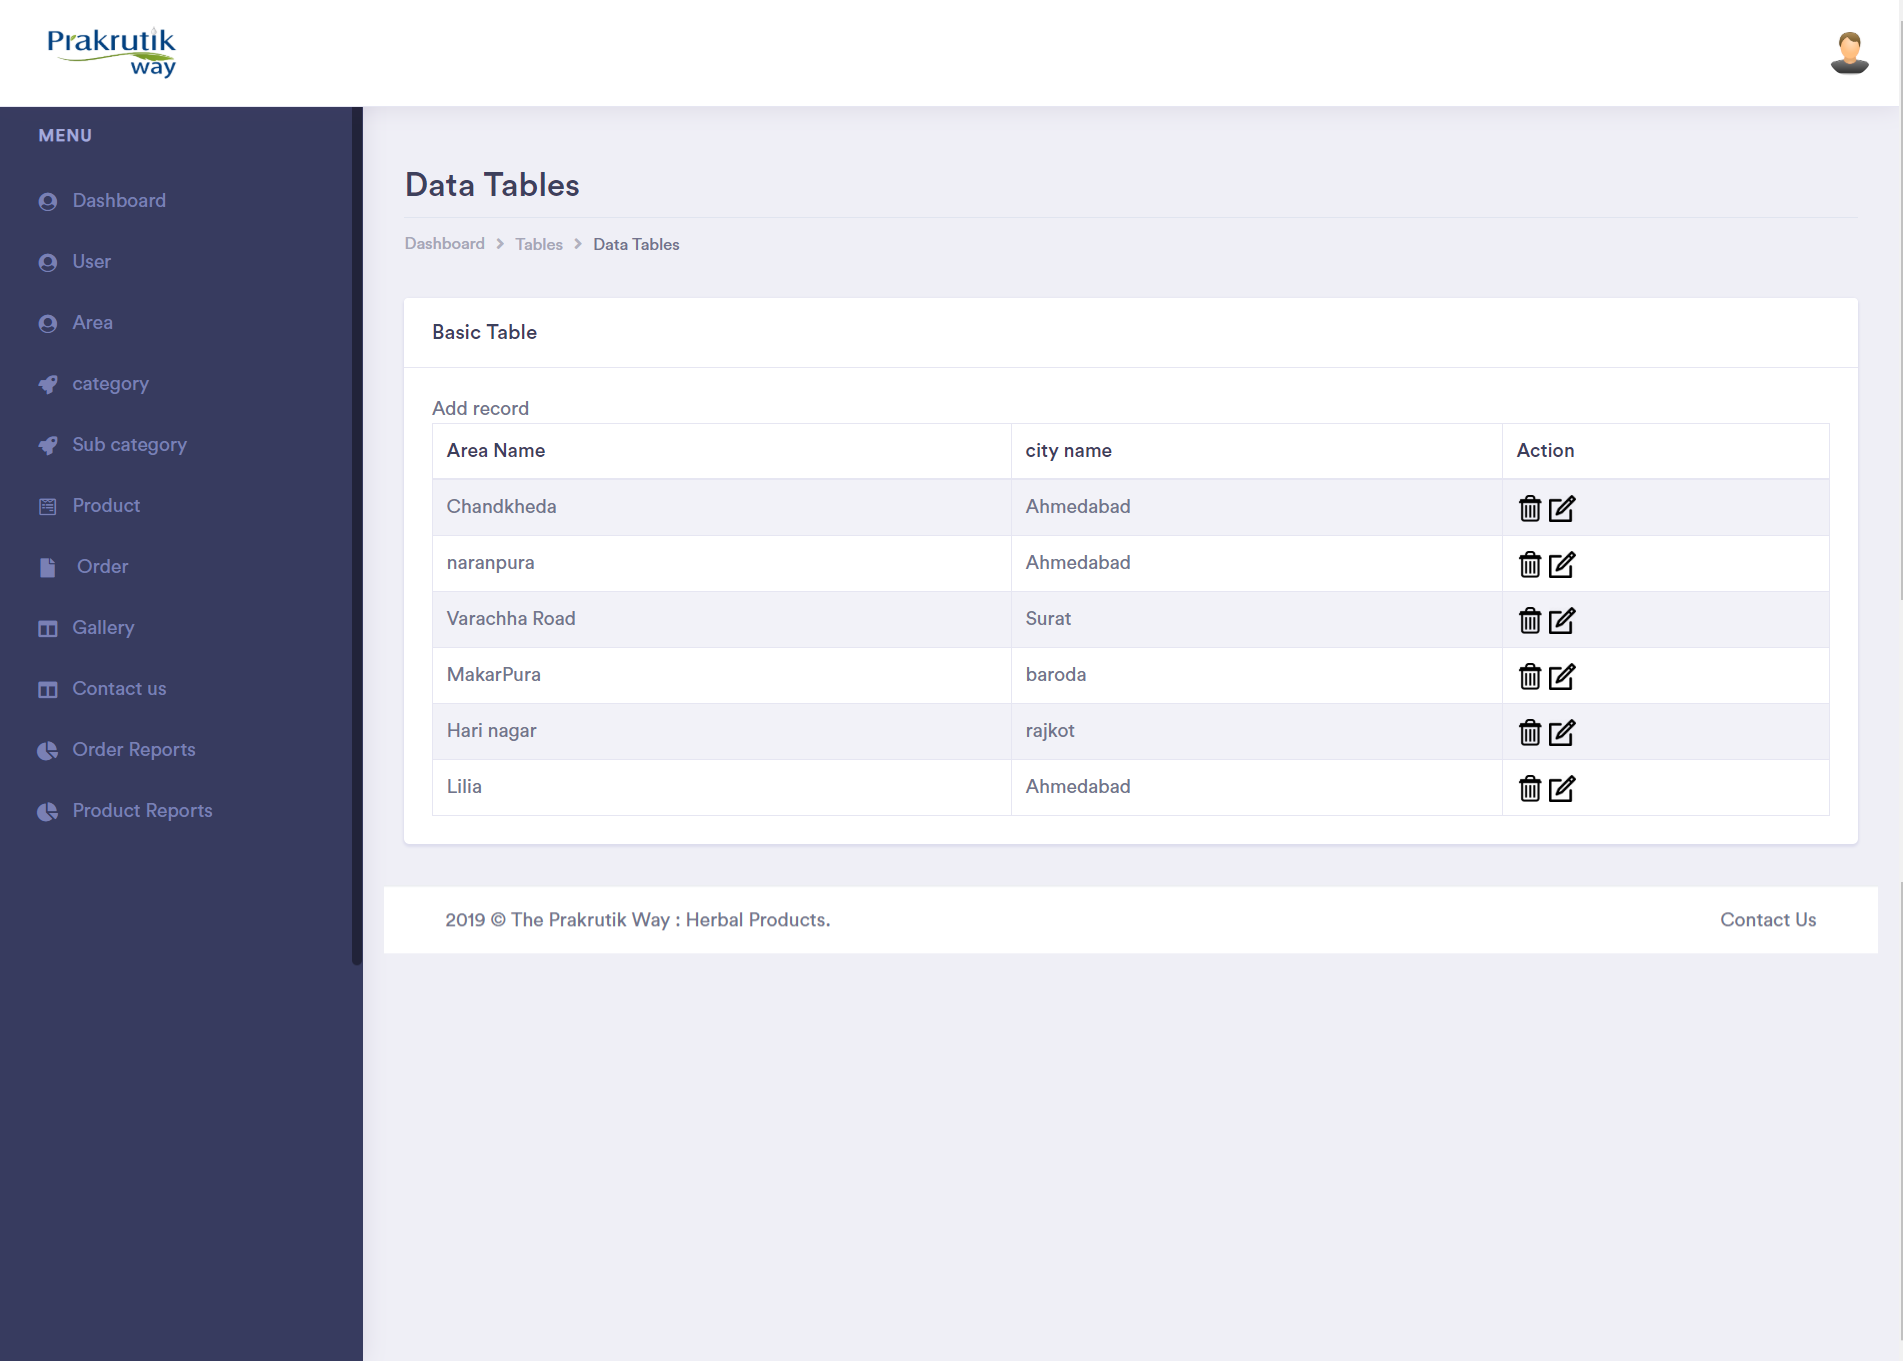 Prakrutik
way
MENU
Dashboard
User
Area
category
Sub category
Product
Order
Gallery
Contact us
Order Reports
Product Reports
Data Tables
Dashboard > Tables > Data Tables
Basic Table
Add record
Area Name city name Action
Chandkheda Ahmedabad
naranpura Ahmedabad
Varachha Road Surat
MakarPura baroda
Hari nagar rajkot
Lilia Ahmedabad
2019 © The Prakrutik Way : Herbal Products. Contact Us